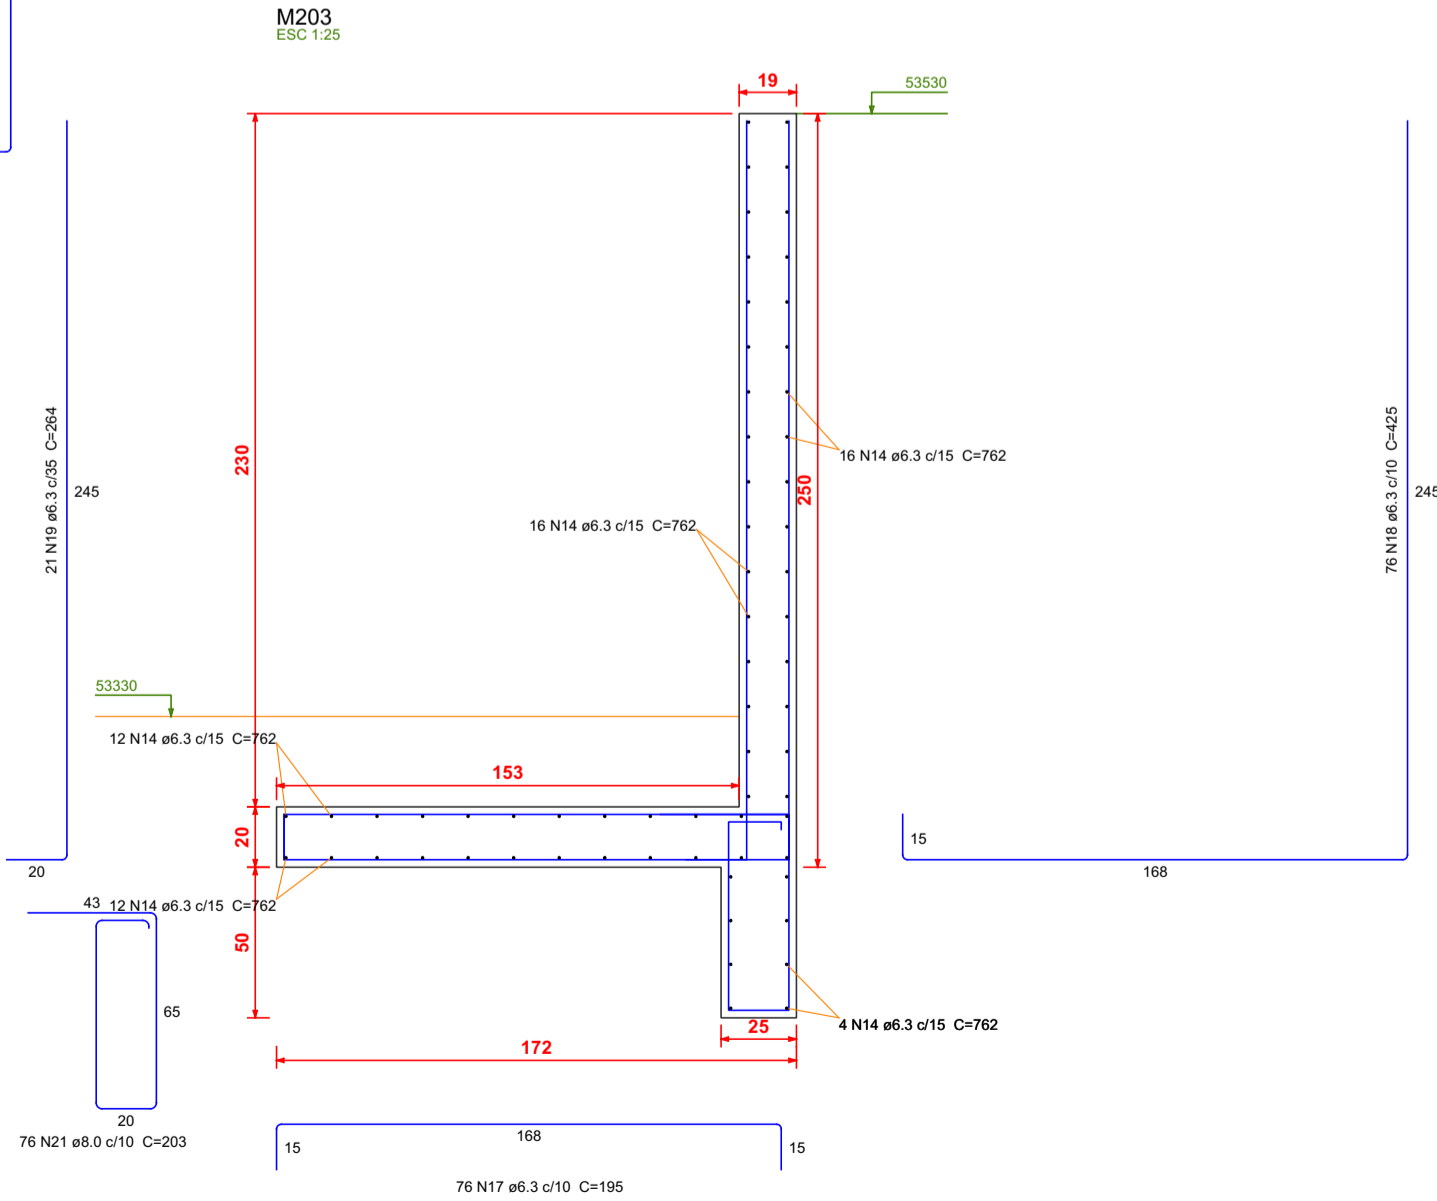 M203
ESC 1:25
19
53530
230
250
16 N14 ø6.3 c/15  C=762
16 N14 ø6.3 c/15  C=762
21 N19 ø6.3 c/35  C=264
245
76 N18 ø6.3 c/10  C=425
245
53330
12 N14 ø6.3 c/15  C=762
153
20
15
168
20
43
12 N14 ø6.3 c/15  C=762
50
65
4 N14 ø6.3 c/15  C=762
25
172
20
76 N21 ø8.0 c/10  C=203
15
168
15
76 N17 ø6.3 c/10  C=195